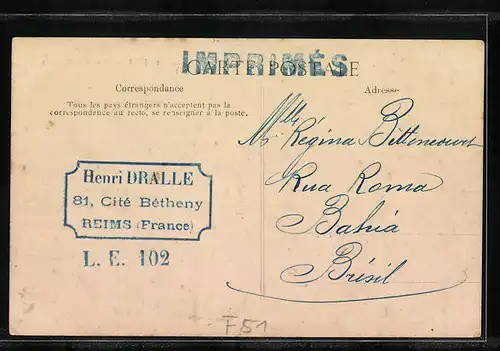 IMPRIMÉS
CARTE POSTALE
Correspondance
Tous les pays étrangers n'acceptent pas la
correspondance au recto, se renseigner à la poste.
Adresse
Mlle Régina Bittencourt
Rua Roma
Bahia
Brésil
Henri DRALLE
81, Cité Bétheny
REIMS (France)
L. E. 102
F51